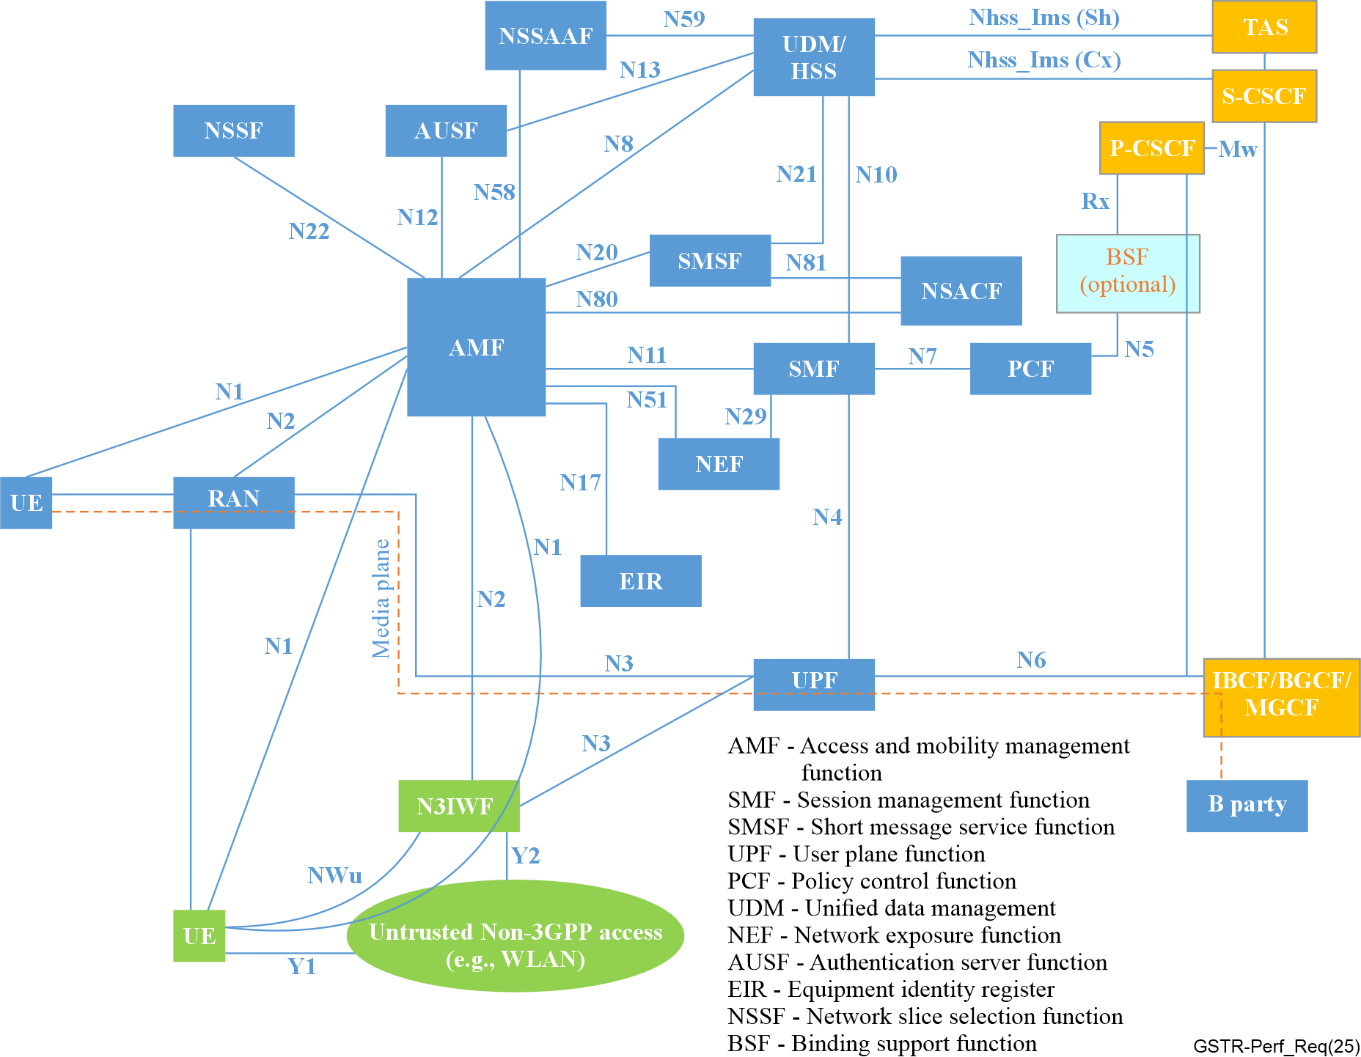 NSSAAF
N59
UDM/
HSS
Nhss_Ims (Sh)
TAS
Nhss_Ims (Cx)
N13
S-CSCF
NSSF
AUSF
N8
P-CSCF
Mw
N21
N10
N58
Rx
N12
N22
N20
SMSF
N81
BSF
(optional)
NSACF
N80
AMF
N11
SMF
N7
PCF
N5
N1
N2
N51
N29
NEF
N17
UE
RAN
N4
N1
Media plane
EIR
N2
N1
N3
N6
UPF
IBCF/BGCF/
MGCF
N3
N3IWF
B party
Y2
NWu
UE
Untrusted Non-3GPP access
(e.g., WLAN)
Y1
AMF - Access and mobility management
function
SMF - Session management function
SMSF - Short message service function
UPF - User plane function
PCF - Policy control function
UDM - Unified data management
NEF - Network exposure function
AUSF - Authentication server function
EIR - Equipment identity register
NSSF - Network slice selection function
BSF - Binding support function
GSTR-Perf_Req(25)